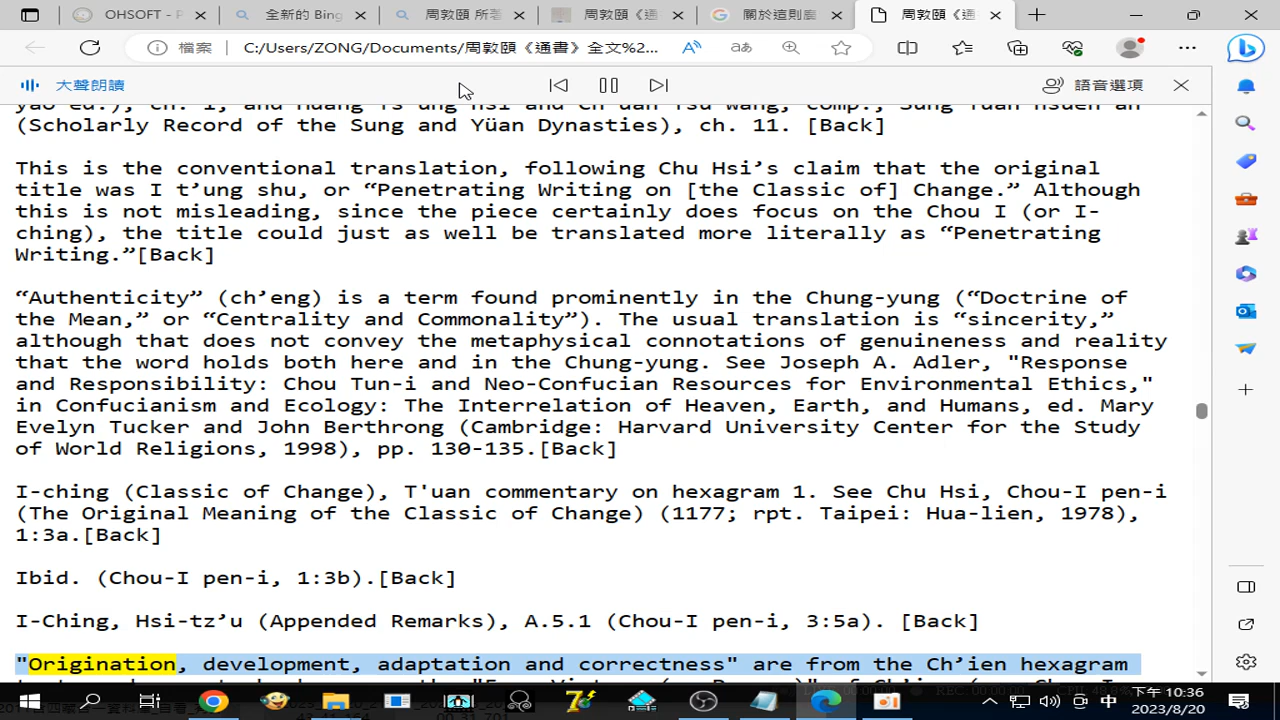 OHSOFT - P
全新的 Bing
周敦頤 所著
周敦頤《通
關於這則廟
周敦頤《通
檔案
C:/Users/ZONG/Documents/周敦頤《通書》全文%2...
大聲朗讀
語音選項
(Scholarly Record of the Sung and Yüan Dynasties), ch. 11. [Back]
This is the conventional translation, following Chu Hsi’s claim that the original
title was I t’ung shu, or “Penetrating Writing on [the Classic of] Change.” Although
this is not misleading, since the piece certainly does focus on the Chou I (or I-
ching), the title could just as well be translated more literally as “Penetrating
Writing.”[Back]
“Authenticity” (ch’eng) is a term found prominently in the Chung-yung (“Doctrine of
the Mean,” or “Centrality and Commonality”). The usual translation is “sincerity,”
although that does not convey the metaphysical connotations of genuineness and reality
that the word holds both here and in the Chung-yung. See Joseph A. Adler, "Response
and Responsibility: Chou Tun-i and Neo-Confucian Resources for Environmental Ethics,"
in Confucianism and Ecology: The Interrelation of Heaven, Earth, and Humans, ed. Mary
Evelyn Tucker and John Berthrong (Cambridge: Harvard University Center for the Study
of World Religions, 1998), pp. 130-135.[Back]
I-ching (Classic of Change), T'uan commentary on hexagram 1. See Chu Hsi, Chou-I pen-i
(The Original Meaning of the Classic of Change) (1177; rpt. Taipei: Hua-lien, 1978),
1:3a.[Back]
Ibid. (Chou-I pen-i, 1:3b).[Back]
I-Ching, Hsi-tz’u (Appended Remarks), A.5.1 (Chou-I pen-i, 3:5a). [Back]
"Origination, development, adaptation and correctness" are from the Ch’ien hexagram
中
下午 10:36
2023/8/20